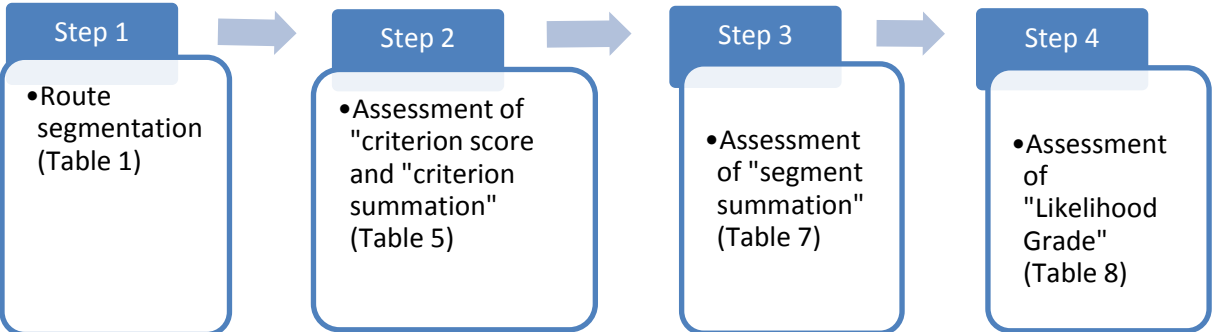 Step 1
•Route
segmentation
(Table 1)
Step 2
•Assessment of
"criterion score
and "criterion
summation"
(Table 5)
Step 3
•Assessment
of "segment
summation"
(Table 7)
Step 4
•Assessment
of
"Likelihood
Grade"
(Table 8)